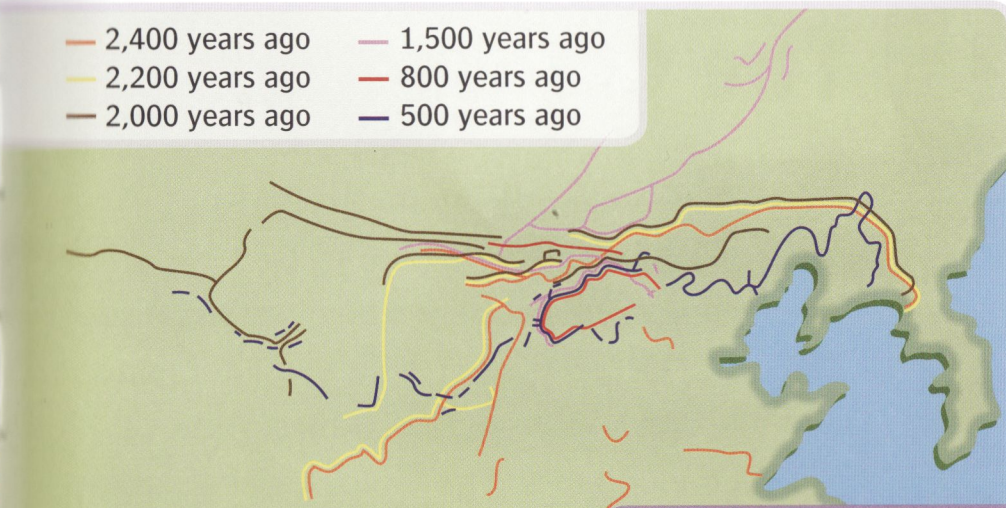 2,400 years ago
2,200 years ago
2,000 years ago
1,500 years ago
800 years ago
500 years ago